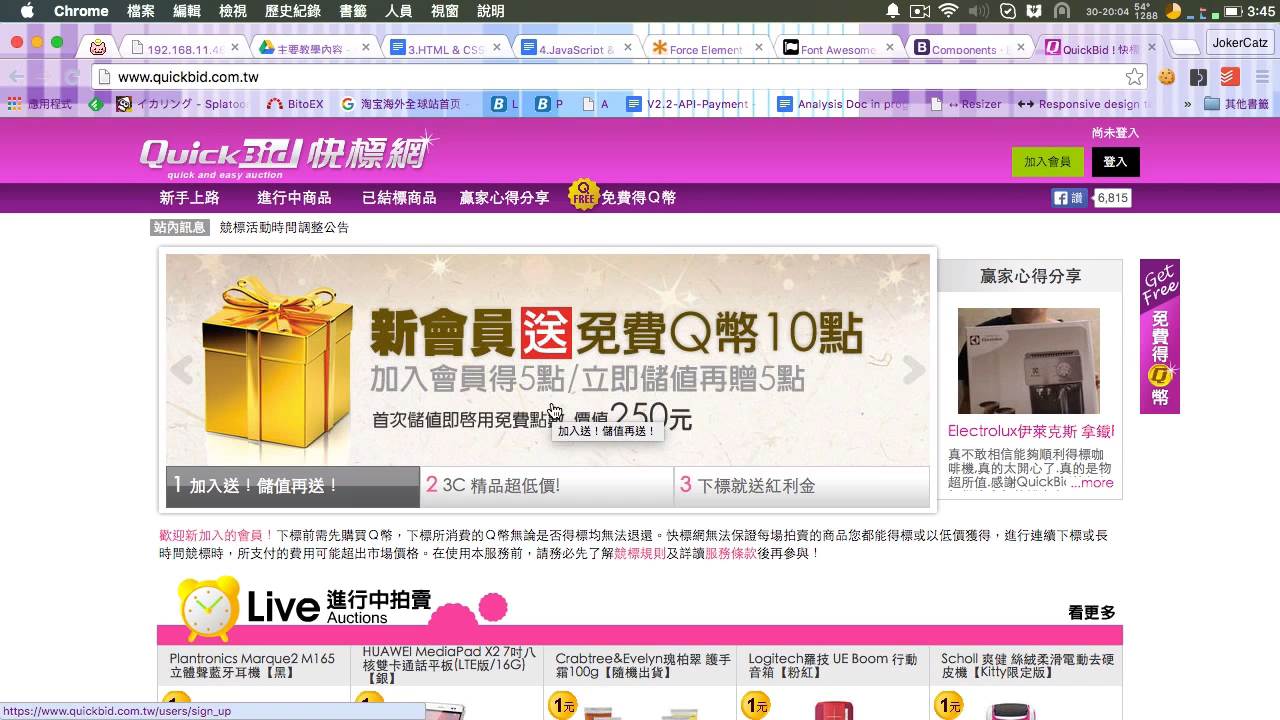 Chrome 檔案 編輯 檢視 歷史紀錄 書籤 人員 視窗 說明
30-20:04 54° 1288 3:45
192.168.11.4 主要教學內容 - 3.HTML & CSS 4.JavaScript & Force Element Font Awesome Components - QuickBid ! 快標 JokerCatz
www.quickbid.com.tw
應用程式 イカリング - Splatoon BitoEX 淘宝海外全球站首页 - L P A V2.2-API-Payment - Analysis Doc in prog ↔ Resizer ↔ Responsive design te » 其他書籤
QuickBid 快標網
quick and easy auction
尚未登入
加入會員 登入
新手上路 進行中商品 已結標商品 贏家心得分享 Q FREE 免費得Q幣
讚 6,815
站內訊息 競標活動時間調整公告
新會員送免費Q幣10點
加入會員得5點/立即儲值再贈5點
首次儲值即啓用免費點數 價值250元
加入送！儲值再送！
1 加入送！儲值再送！ 2 3C 精品超低價! 3 下標就送紅利金
贏家心得分享
Electrolux伊萊克斯 拿鐵
真不敢相信能夠順利得標咖
啡機,真的太開心了.真的是物
超所值.感謝QuickBid ...more
Get Free 免費得Q幣
歡迎新加入的會員！下標前需先購買Q幣，下標所消費的Q幣無論是否得標均無法退還。快標網無法保證每場拍賣的商品您都能得標或以低價獲得，進行連續下標或長
時間競標時，所支付的費用可能超出市場價格。在使用本服務前，請務必先了解競標規則及詳讀服務條款後再參與！
Live 進行中拍賣
Auctions
看更多
Plantronics Marque2 M165
立體聲藍牙耳機【黑】
HUAWEI MediaPad X2 7吋八
核雙卡通話平板(LTE版/16G)
【銀】
Crabtree&Evelyn瑰柏翠 護手
霜100g【隨機出貨】
Logitech羅技 UE Boom 行動
音箱【粉紅】
Scholl 爽健 絲絨柔滑電動去硬
皮機【Kitty限定版】
1元 1元 1元
https://www.quickbid.com.tw/users/sign_up